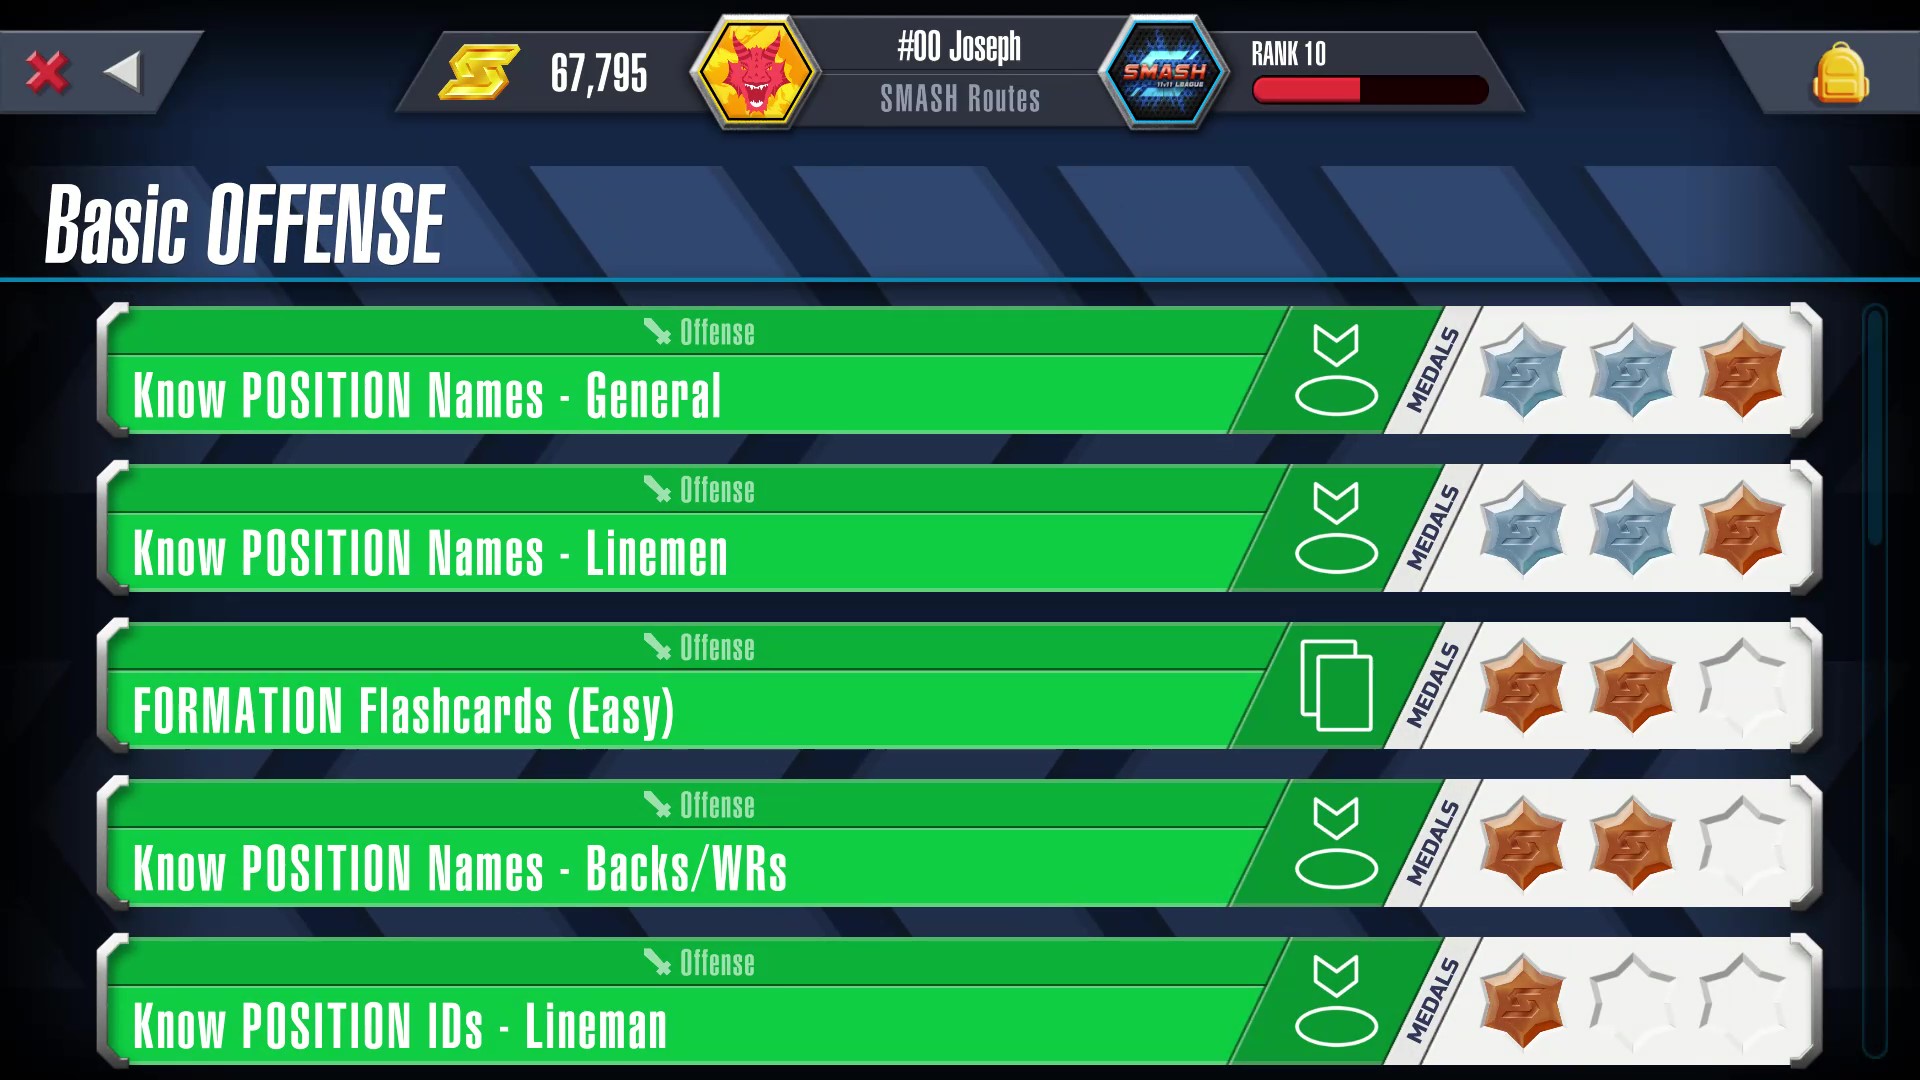 67,795
#00 Joseph
SMASH Routes
SMASH
11v11 LEAGUE
RANK 10
Basic OFFENSE
Offense
Know POSITION Names - General
MEDALS
Offense
Know POSITION Names - Linemen
MEDALS
Offense
FORMATION Flashcards (Easy)
MEDALS
Offense
Know POSITION Names - Backs/WRs
MEDALS
Offense
Know POSITION IDs - Lineman
MEDALS